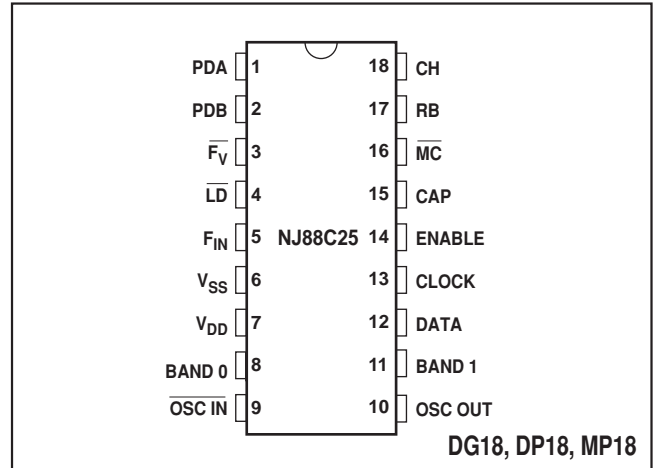 PDA 1 18 CH
PDB 2 17 RB
F̅V̅ 3 16 M̅C̅
L̅D̅ 4 15 CAP
FIN 5 NJ88C25 14 ENABLE
VSS 6 13 CLOCK
VDD 7 12 DATA
BAND 0 8 11 BAND 1
O̅S̅C̅ I̅N̅ 9 10 OSC OUT
DG18, DP18, MP18